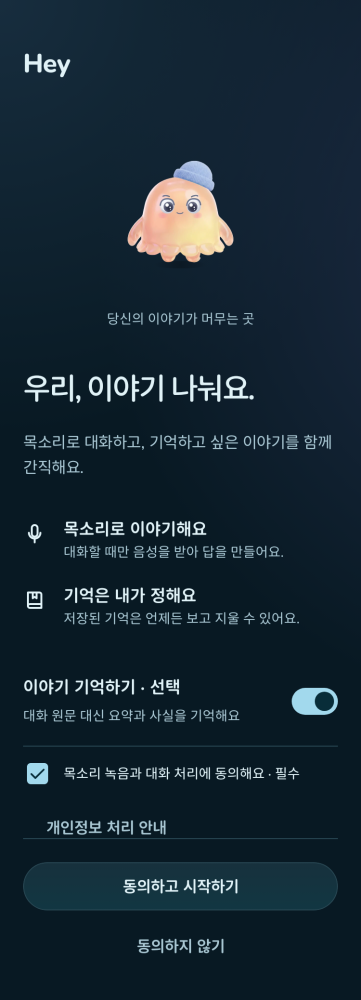 Hey
당신의 이야기가 머무는 곳
우리, 이야기 나눠요.
목소리로 대화하고, 기억하고 싶은 이야기를 함께
간직해요.
목소리로 이야기해요
대화할 때만 음성을 받아 답을 만들어요.
기억은 내가 정해요
저장된 기억은 언제든 보고 지울 수 있어요.
이야기 기억하기 · 선택
대화 원문 대신 요약과 사실을 기억해요
목소리 녹음과 대화 처리에 동의해요 · 필수
개인정보 처리 안내
동의하고 시작하기
동의하지 않기